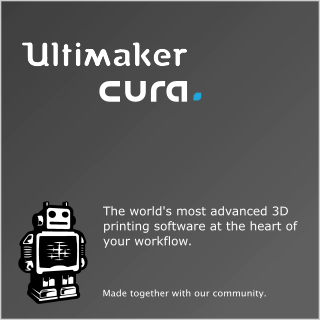 Ultimaker
cura.
The world's most advanced 3D
printing software at the heart of
your workflow.
Made together with our community.